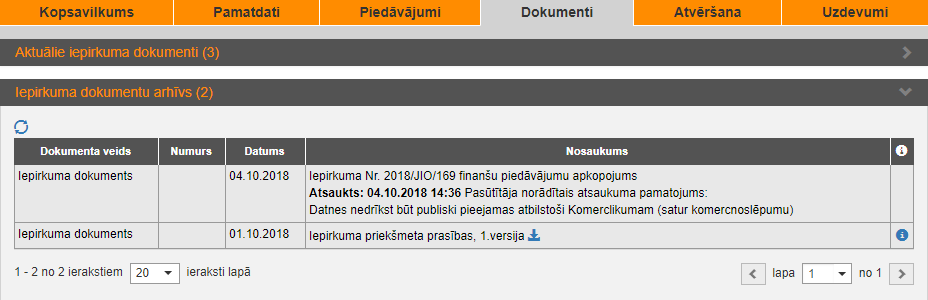 Kopsavilkums Pamatdati Piedāvājumi Dokumenti Atvēršana Uzdevumi
Aktuālie iepirkuma dokumenti (3)
Iepirkuma dokumentu arhīvs (2)
Dokumenta veids Numurs Datums Nosaukums
Iepirkuma dokuments 04.10.2018 Iepirkuma Nr. 2018/JIO/169 finanšu piedāvājumu apkopojums
Atsaukts: 04.10.2018 14:36 Pasūtītāja norādītais atsaukuma pamatojums:
Datnes nedrīkst būt publiski pieejamas atbilstoši Komerclikumam (satur komercnoslēpumu)
Iepirkuma dokuments 01.10.2018 Iepirkuma priekšmeta prasības, 1.versija
1 - 2 no 2 ierakstiem 20 ieraksti lapā lapa 1 no 1